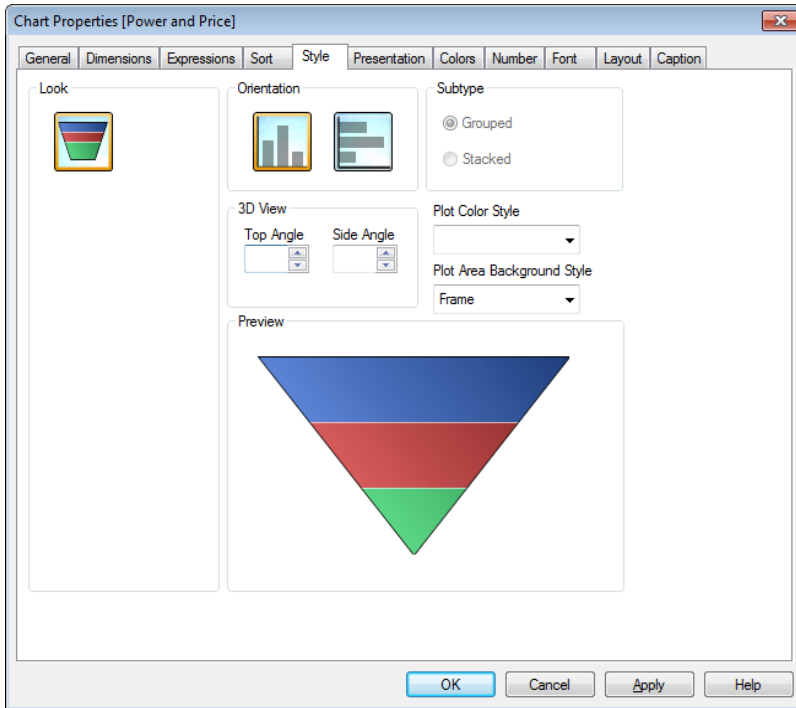 Chart Properties [Power and Price]
General Dimensions Expressions Sort Style Presentation Colors Number Font Layout Caption
Look
Orientation
Subtype
Grouped
Stacked
3D View
Top Angle Side Angle
Plot Color Style
Plot Area Background Style
Frame
Preview
OK Cancel Apply Help